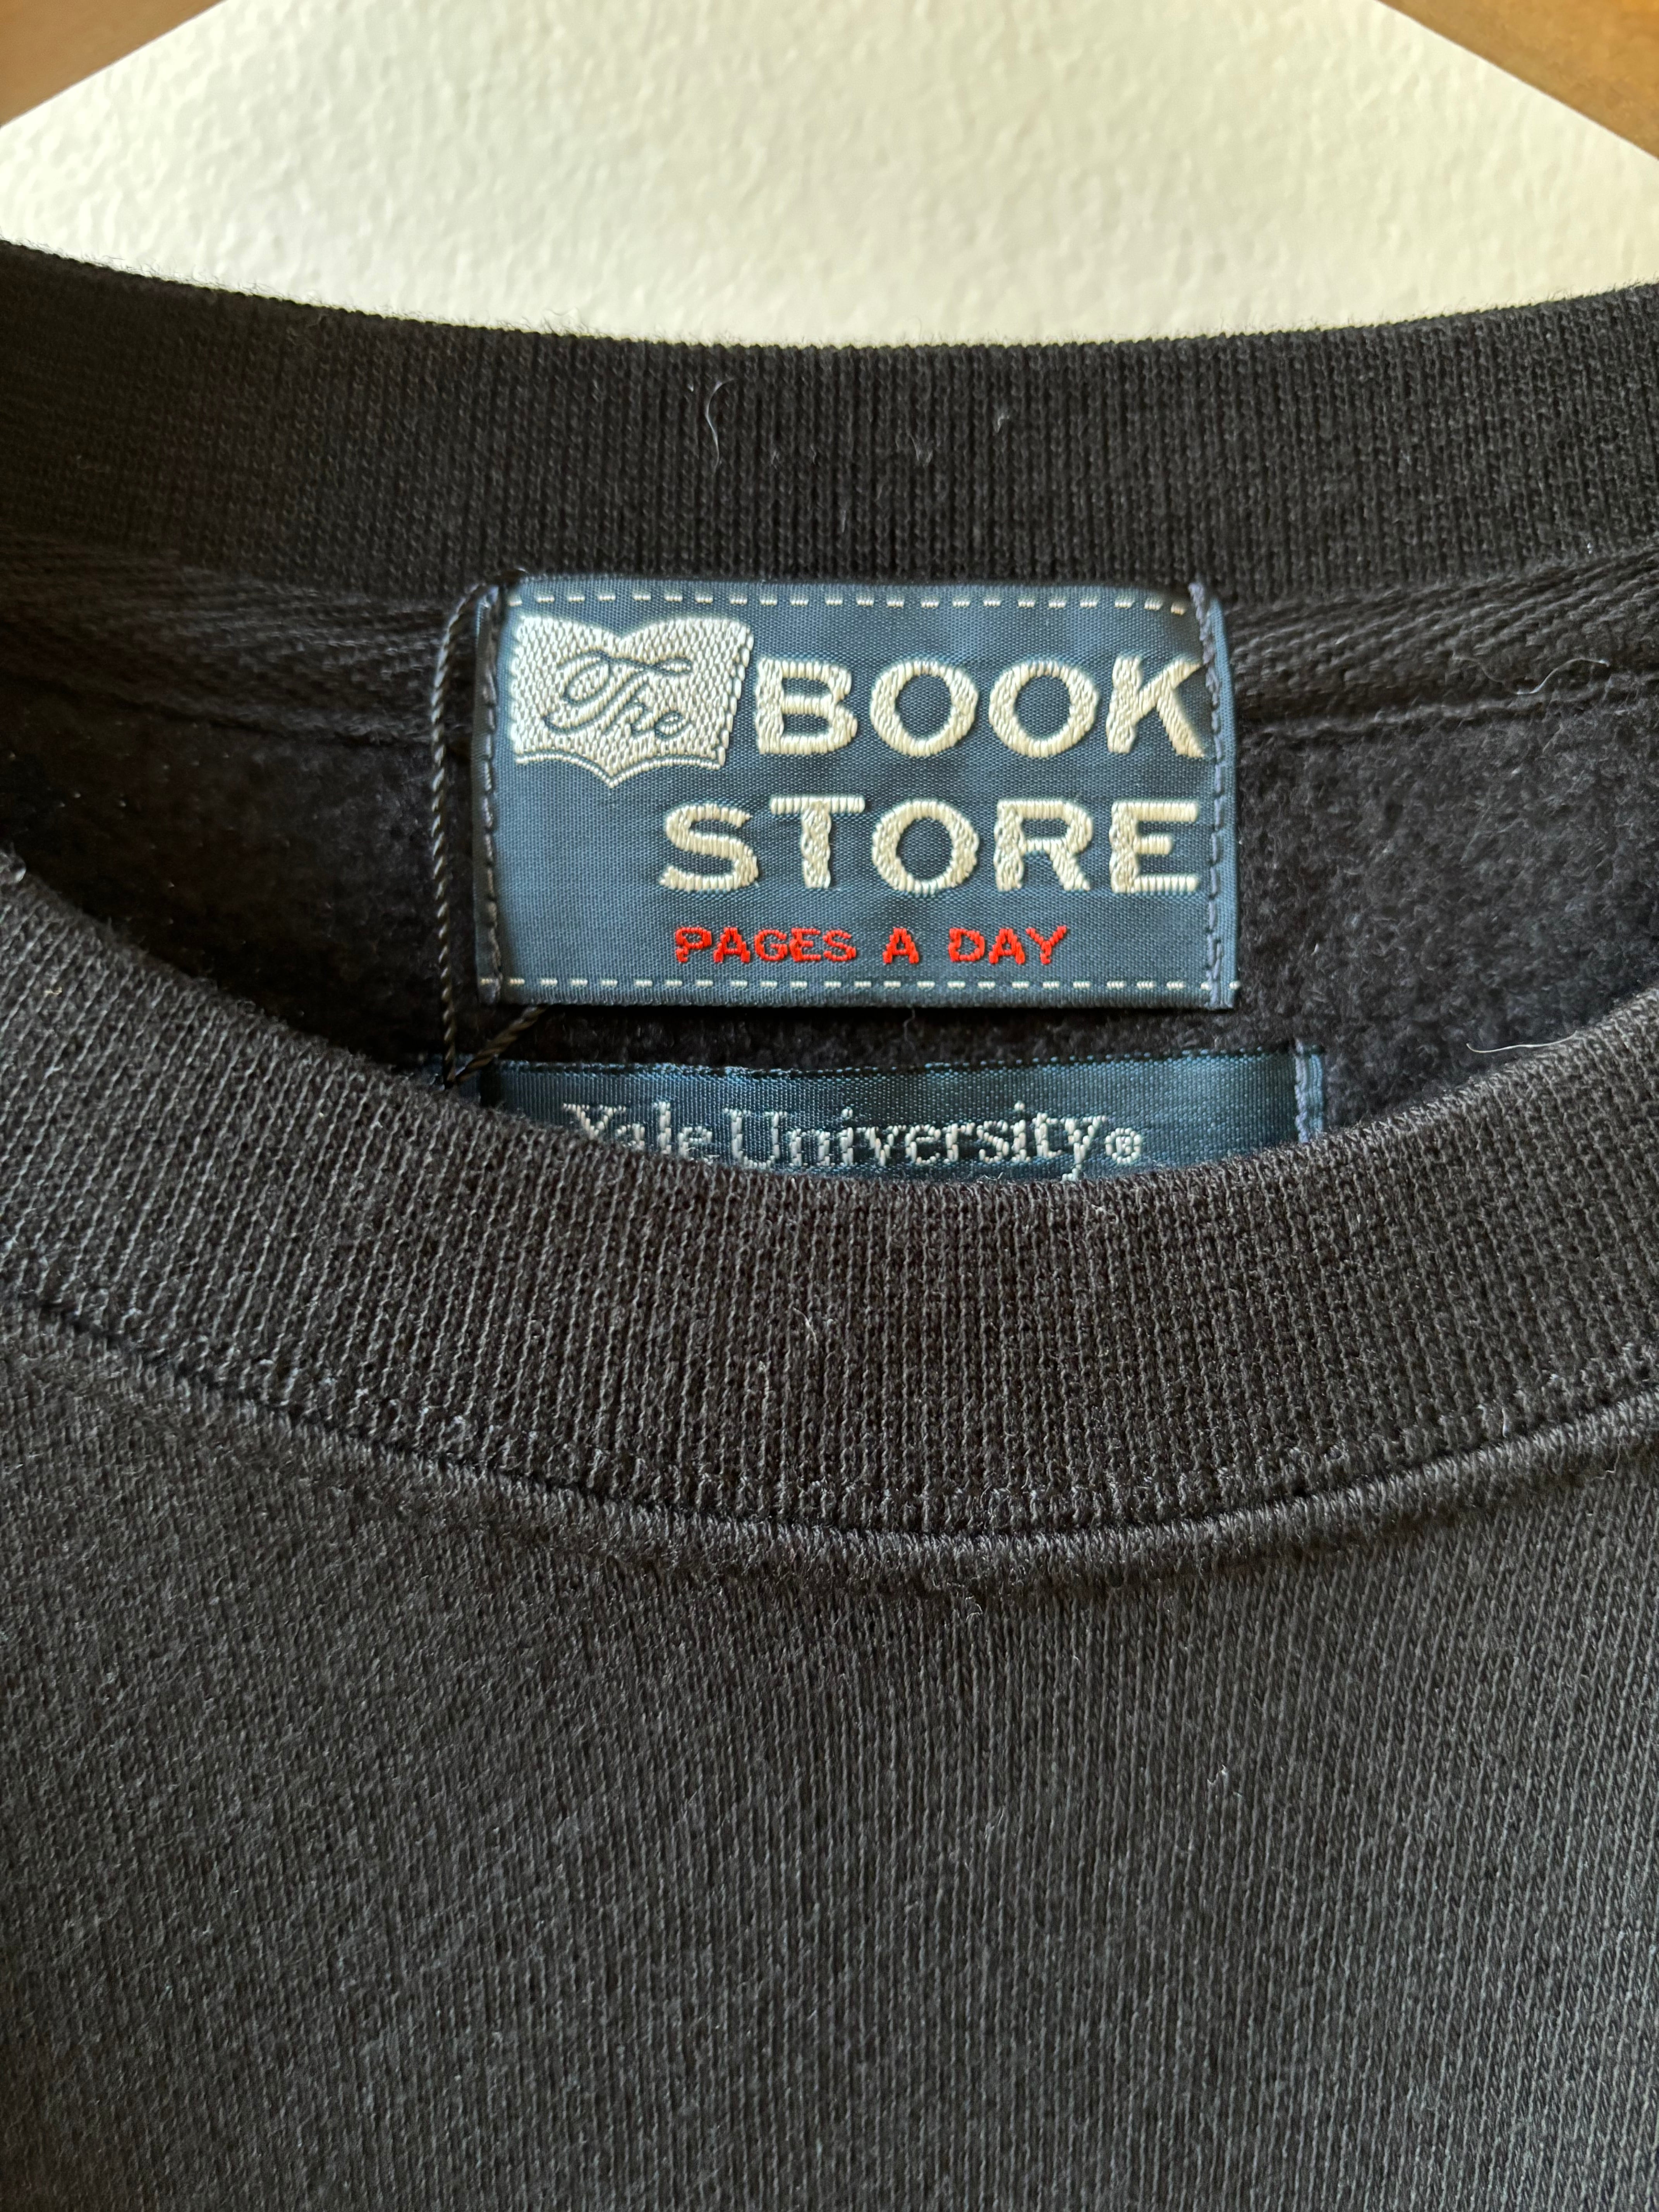 The BOOK
STORE
PAGES A DAY
Yale University®